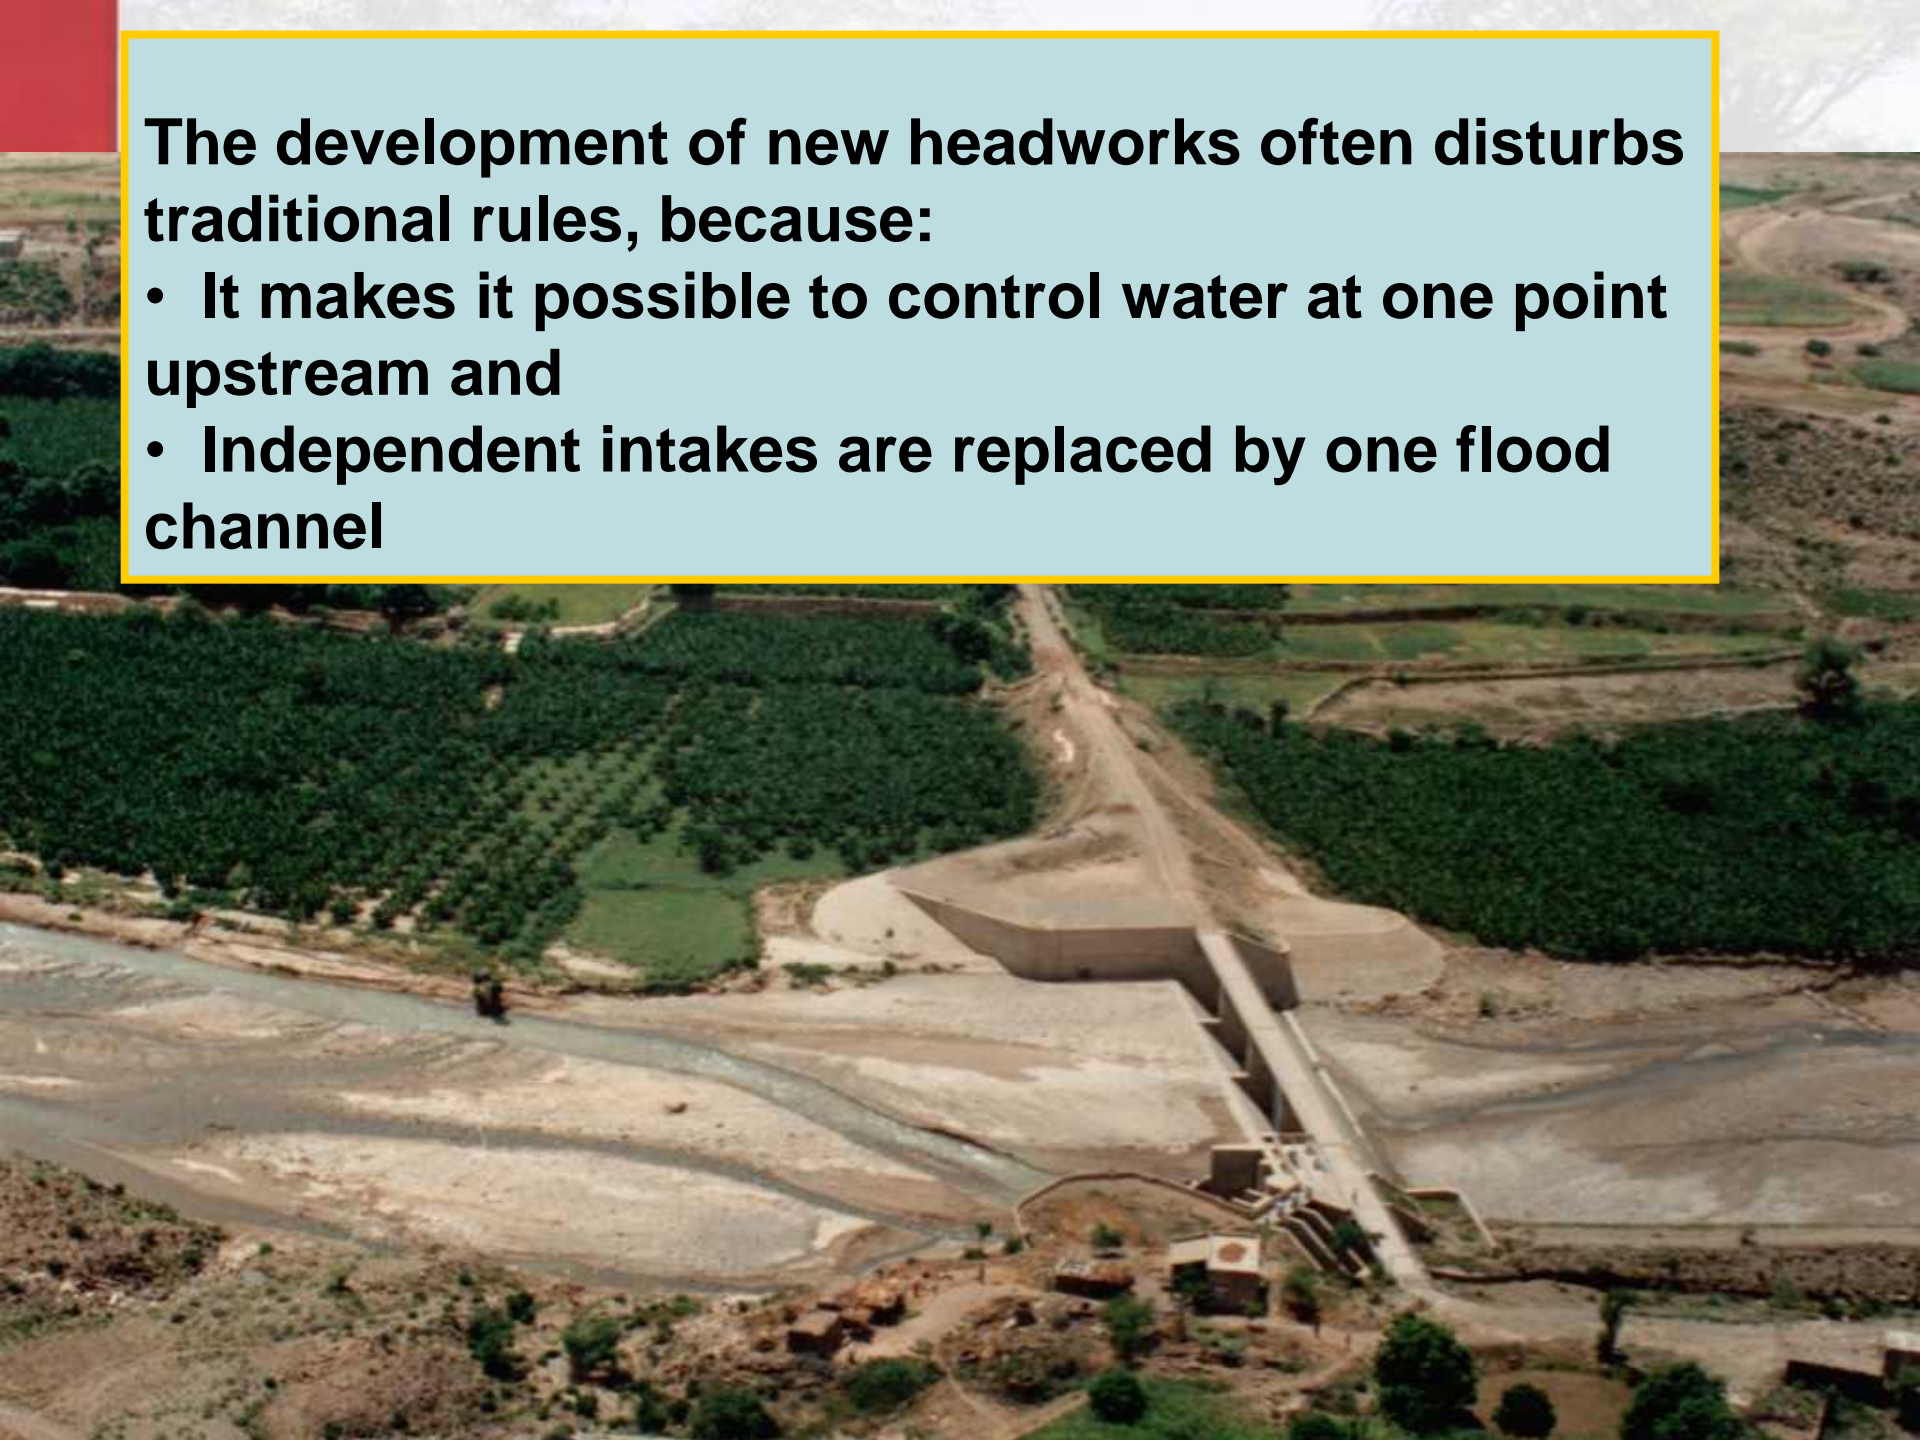 The development of new headworks often disturbs
traditional rules, because:
• It makes it possible to control water at one point
upstream and
• Independent intakes are replaced by one flood
channel